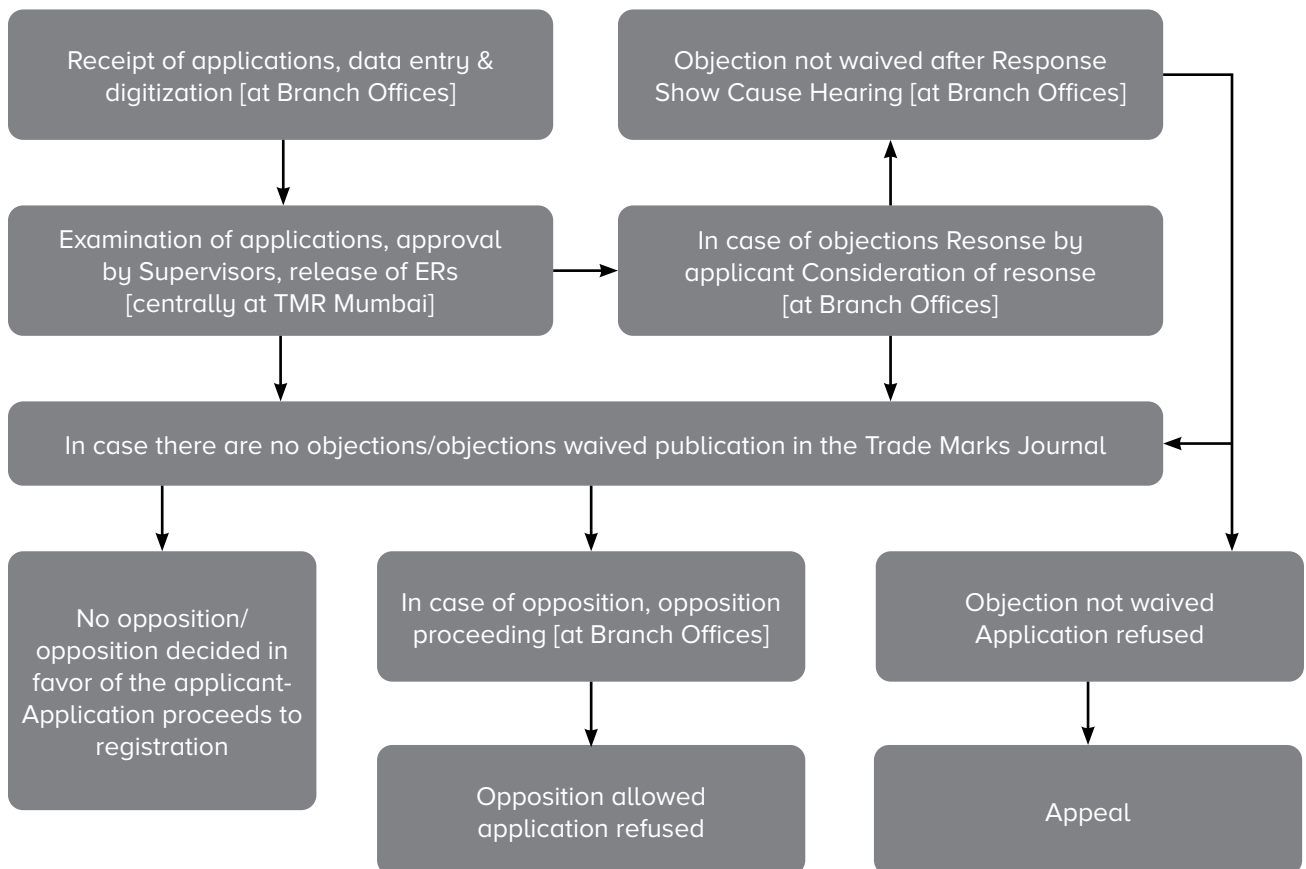 Receipt of applications, data entry &
digitization [at Branch Offices]
Objection not waived after Response
Show Cause Hearing [at Branch Offices]
Examination of applications, approval
by Supervisors, release of ERs
[centrally at TMR Mumbai]
In case of objections Resonse by
applicant Consideration of resonse
[at Branch Offices]
In case there are no objections/objections waived publication in the Trade Marks Journal
No opposition/
opposition decided in
favor of the applicant-
Application proceeds to
registration
In case of opposition, opposition
proceeding [at Branch Offices]
Objection not waived
Application refused
Opposition allowed
application refused
Appeal